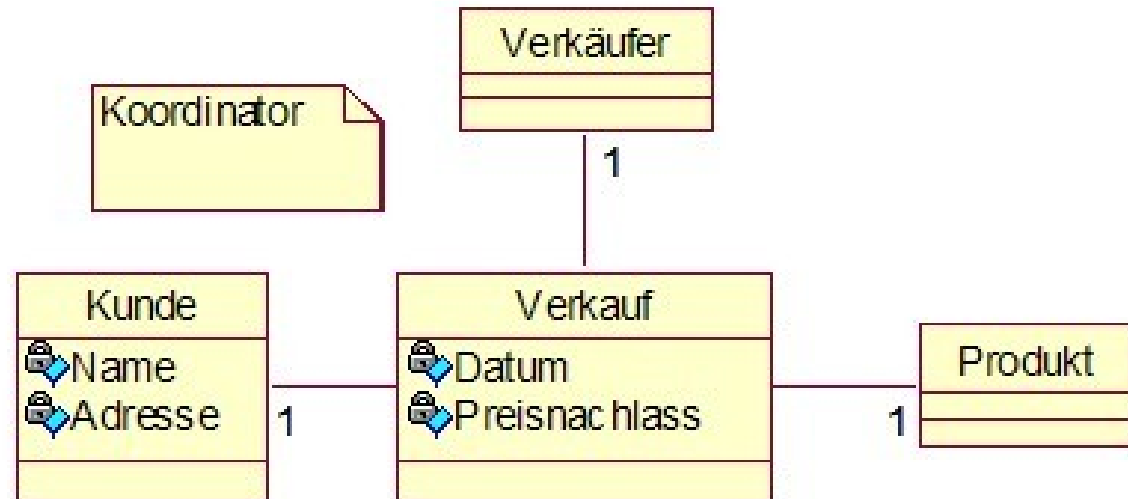 Verkäufer
Koordinator
1
Kunde
Name
Adresse
1
Verkauf
Datum
Preisnachlass
1
Produkt